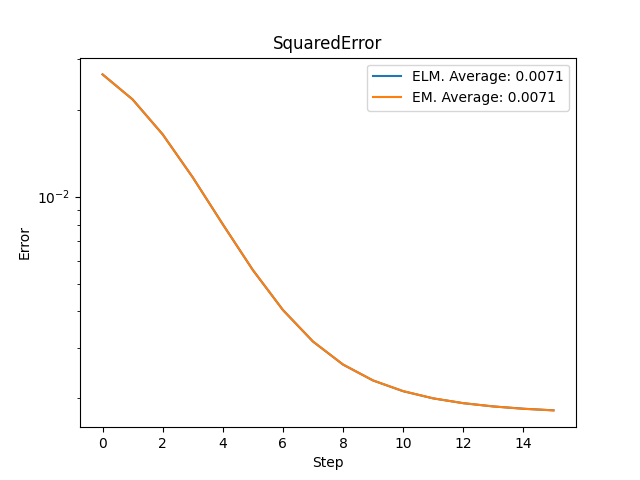 SquaredError
ELM. Average: 0.0071
EM. Average: 0.0071
10⁻²
Error
0 2 4 6 8 10 12 14
Step